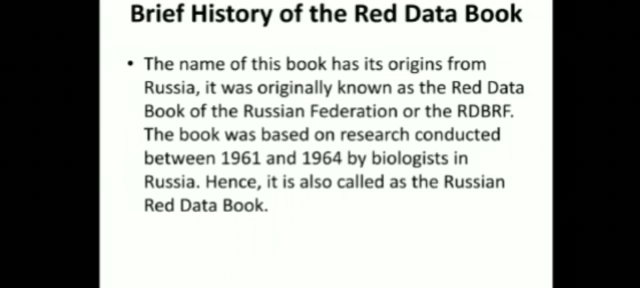 Brief History of the Red Data Book
• The name of this book has its origins from
Russia, it was originally known as the Red Data
Book of the Russian Federation or the RDBRF.
The book was based on research conducted
between 1961 and 1964 by biologists in
Russia. Hence, it is also called as the Russian
Red Data Book.